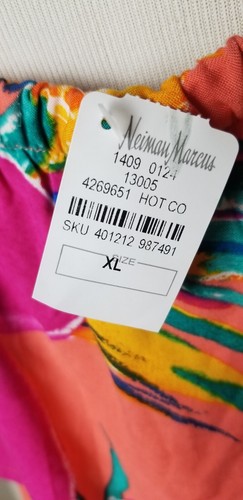 Neiman Marcus
1409 0124
13005
4269651 HOT CO
SKU 401212 987491
SIZE
XL